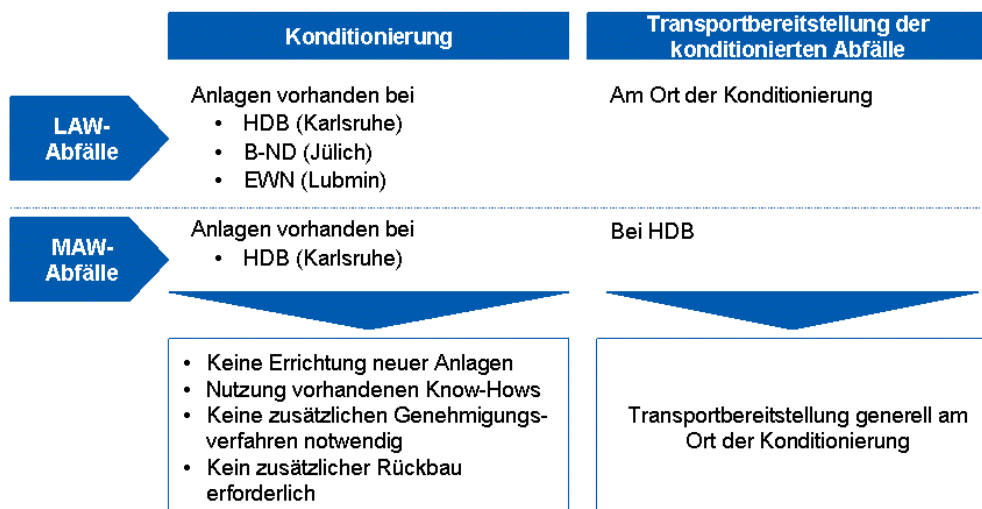 Konditionierung
Transportbereitstellung der
konditionierten Abfälle
LAW-
Abfälle
Anlagen vorhanden bei
• HDB (Karlsruhe)
• B-ND (Jülich)
• EWN (Lubmin)
Am Ort der Konditionierung
MAW-
Abfälle
Anlagen vorhanden bei
• HDB (Karlsruhe)
Bei HDB
• Keine Errichtung neuer Anlagen
• Nutzung vorhandenen Know-Hows
• Keine zusätzlichen Genehmigungs-
verfahren notwendig
• Kein zusätzlicher Rückbau
erforderlich
Transportbereitstellung generell am
Ort der Konditionierung